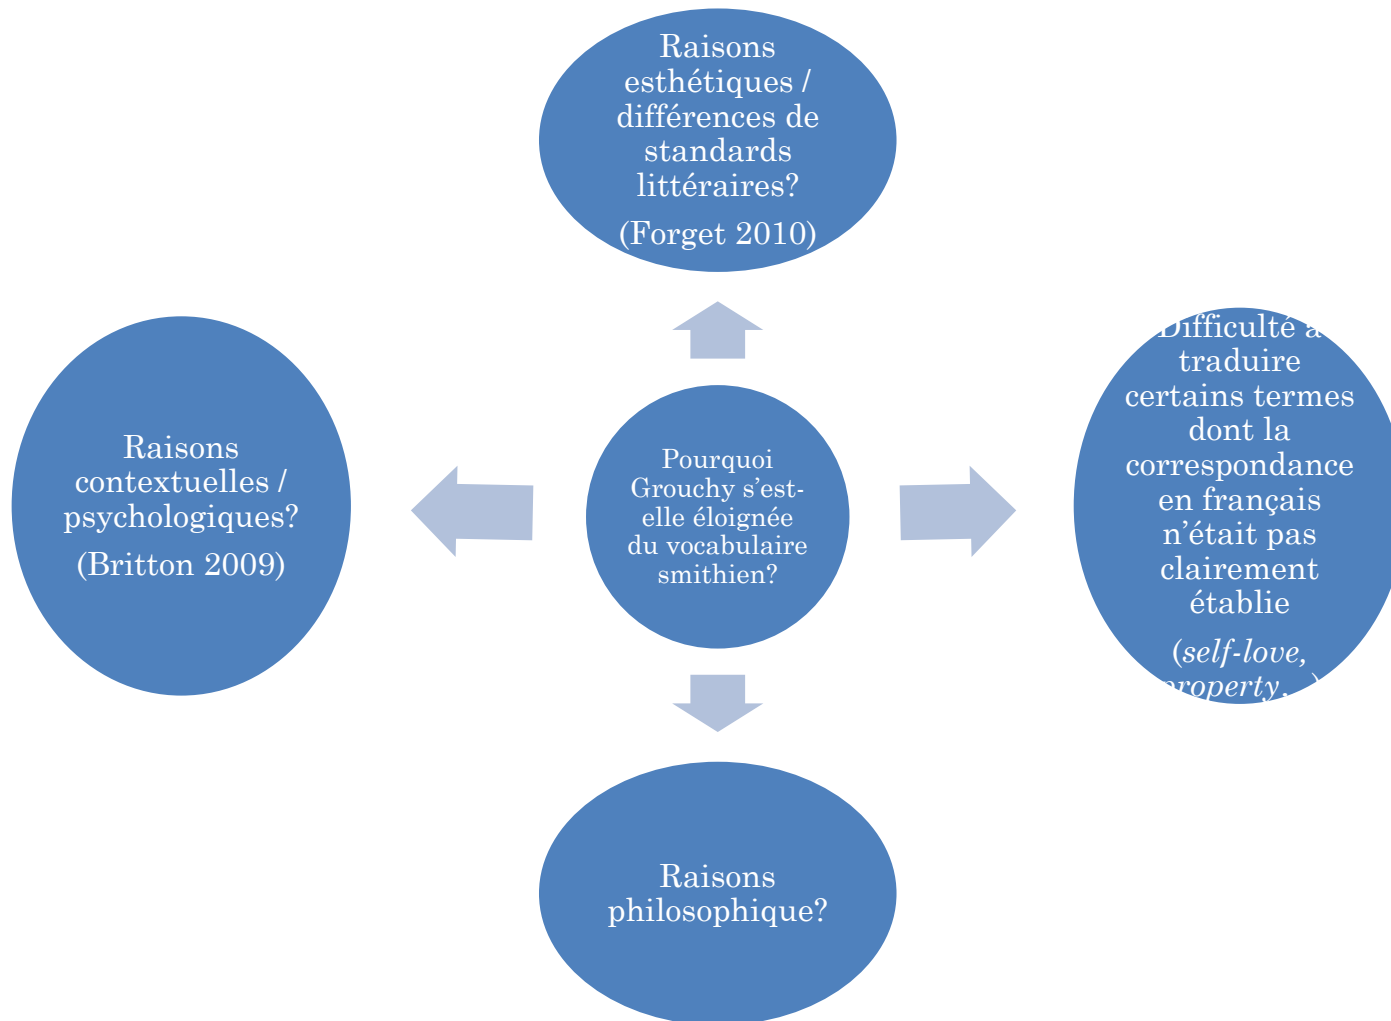 Raisons
esthétiques /
différences de
standards
littéraires?
(Forget 2010)
Raisons
contextuelles /
psychologiques?
(Britton 2009)
Pourquoi
Grouchy s’est-
elle éloignée
du vocabulaire
smithien?
Difficulté à
traduire
certains termes
dont la
correspondance
en français
n’était pas
clairement
établie
(self-love,
property…)
Raisons
philosophique?